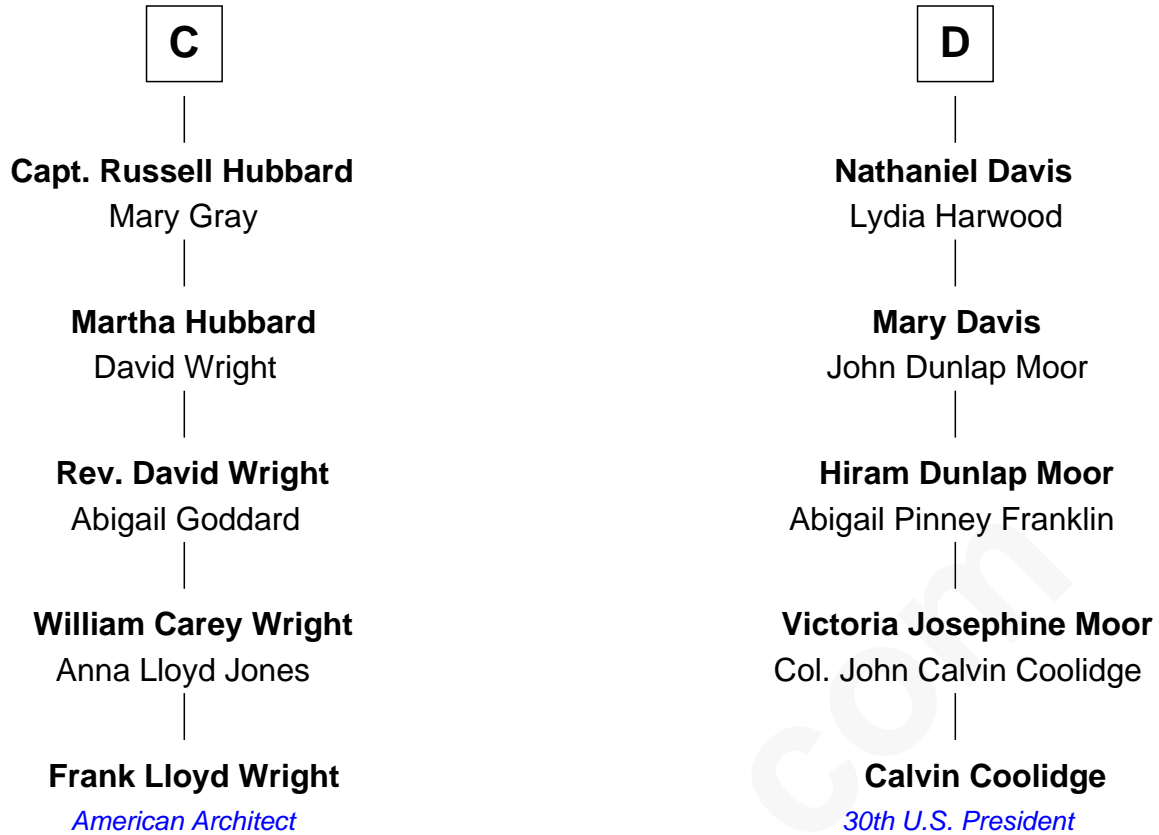 C
Capt. Russell Hubbard
Mary Gray
Martha Hubbard
David Wright
Rev. David Wright
Abigail Goddard
William Carey Wright
Anna Lloyd Jones
Frank Lloyd Wright
American Architect
D
Nathaniel Davis
Lydia Harwood
Mary Davis
John Dunlap Moor
Hiram Dunlap Moor
Abigail Pinney Franklin
Victoria Josephine Moor
Col. John Calvin Coolidge
Calvin Coolidge
30th U.S. President
com